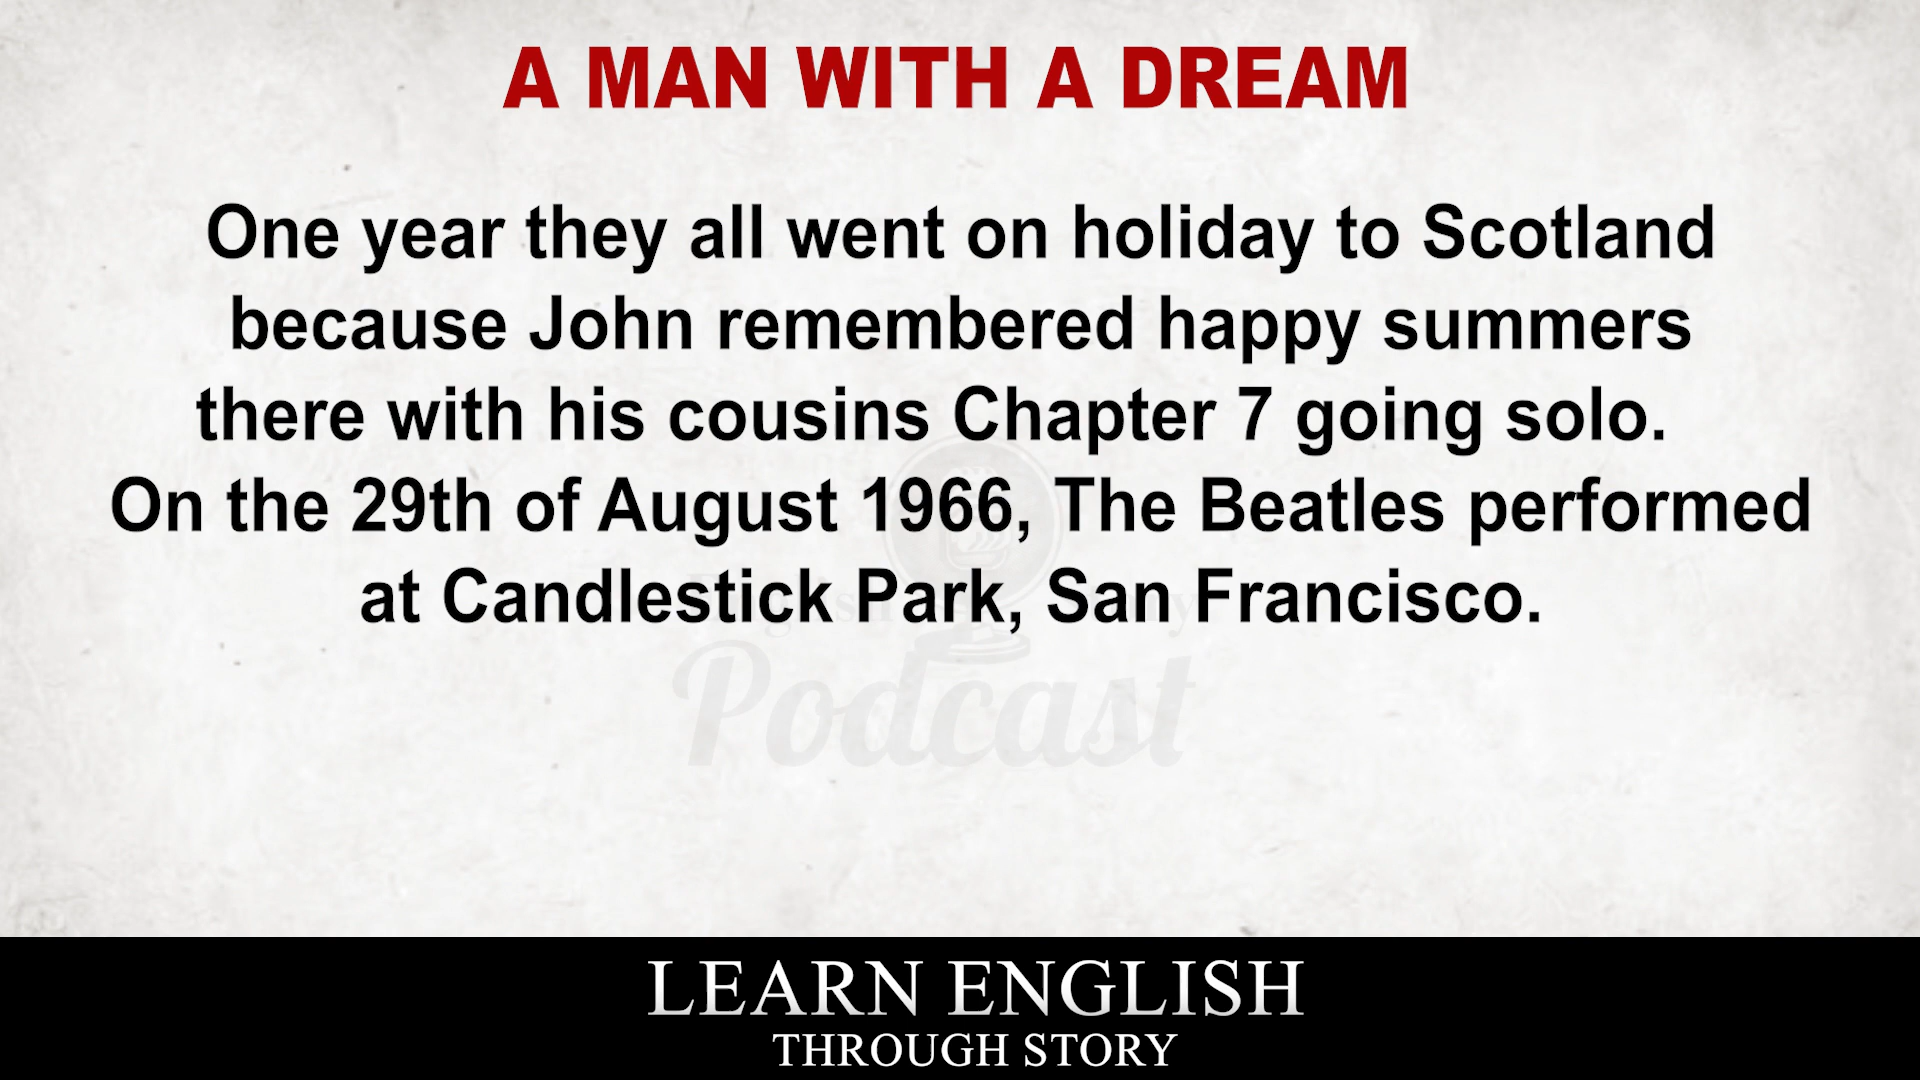 A MAN WITH A DREAM
One year they all went on holiday to Scotland
because John remembered happy summers
there with his cousins Chapter 7 going solo.
On the 29th of August 1966, The Beatles performed
at Candlestick Park, San Francisco.
Podcast
LEARN ENGLISH
THROUGH STORY